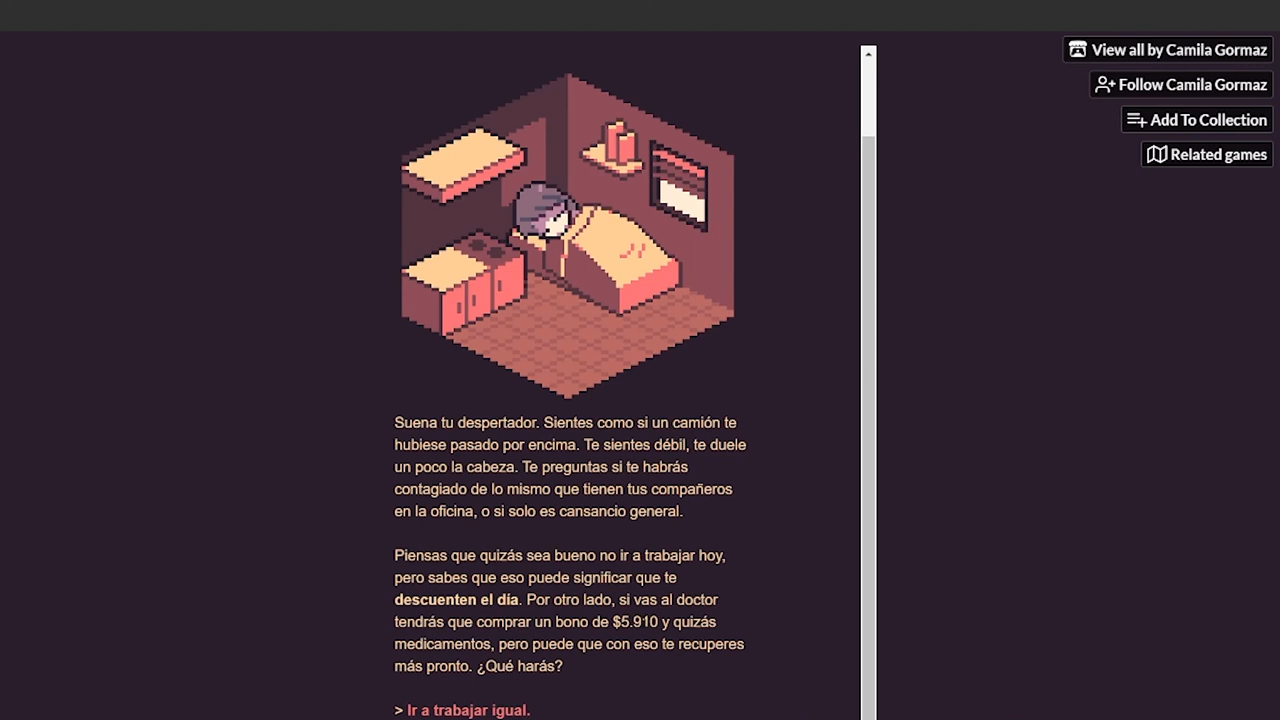 View all by Camila Gormaz
Follow Camila Gormaz
Add To Collection
Related games
Suena tu despertador. Sientes como si un camión te
hubiese pasado por encima. Te sientes débil, te duele
un poco la cabeza. Te preguntas si te habrás
contagiado de lo mismo que tienen tus compañeros
en la oficina, o si solo es cansancio general.
Piensas que quizás sea bueno no ir a trabajar hoy,
pero sabes que eso puede significar que te
descuenten el día. Por otro lado, si vas al doctor
tendrás que comprar un bono de $5.910 y quizás
medicamentos, pero puede que con eso te recuperes
más pronto. ¿Qué harás?
> Ir a trabajar igual.